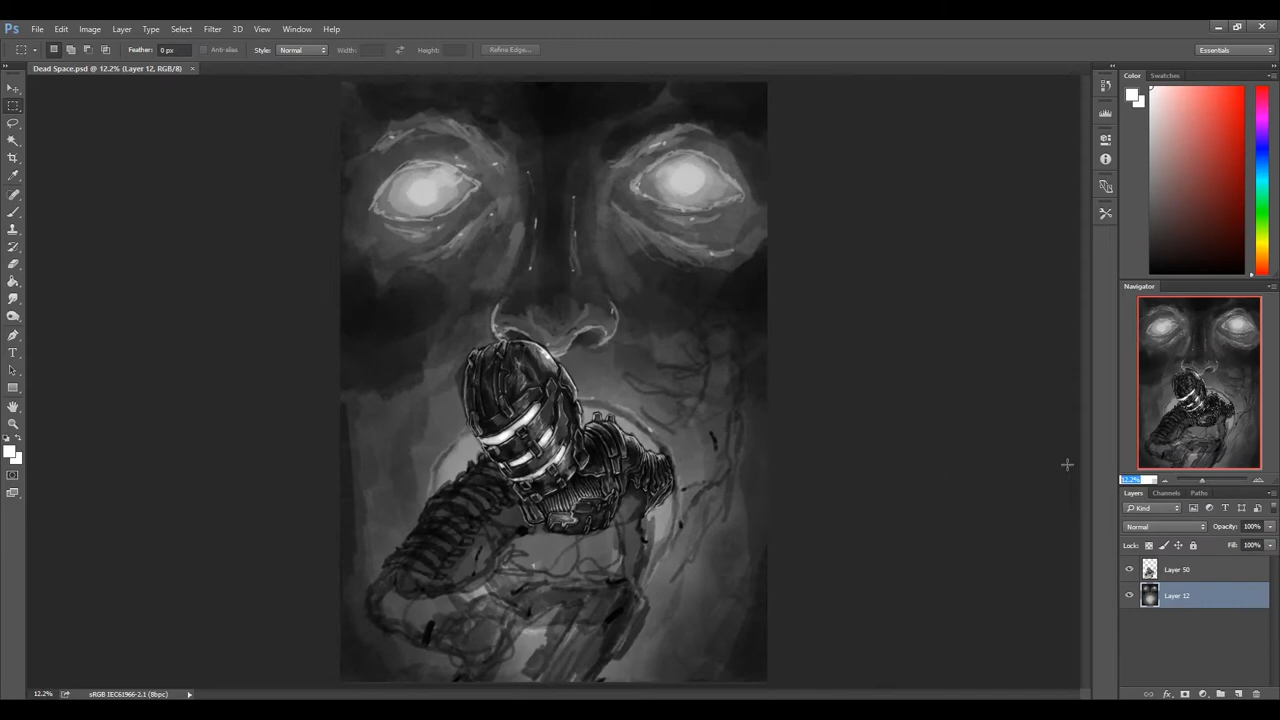 Ps File Edit Image Layer Type Select Filter 3D View Window Help
Feather: 0 px Anti-alias Style: Normal Width: Height: Refine Edge... Essentials
Dead Space.psd @ 12.2% (Layer 12, RGB/8) ×
Color Swatches
Navigator
12.2%
Layers Channels Paths
Kind
Normal Opacity: 100%
Lock: Fill: 100%
Layer 50
Layer 12
12.2% sRGB IEC61966-2.1 (8bpc)